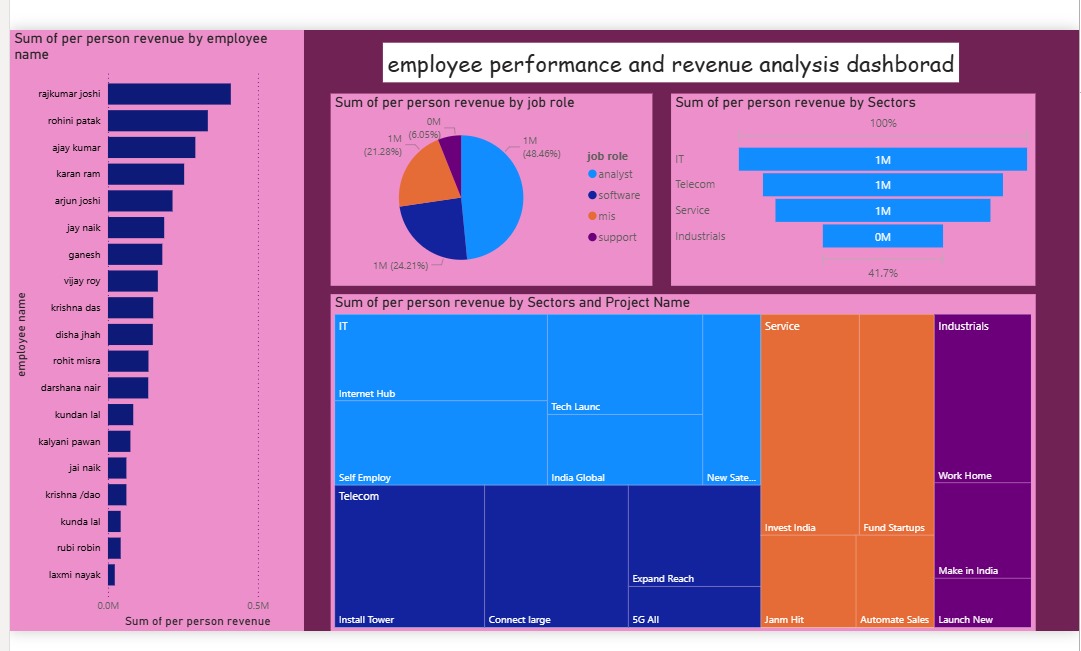 Sum of per person revenue by employee
name
employee name
rajkumar joshi
rohini patak
ajay kumar
karan ram
arjun joshi
jay naik
ganesh
vijay roy
krishna das
disha jhah
rohit misra
darshana nair
kundan lal
kalyani pawan
jai naik
krishna /dao
kunda lal
rubi robin
laxmi nayak
0.0M 0.5M
Sum of per person revenue
employee performance and revenue analysis dashborad
Sum of per person revenue by job role
0M
(6.05%)
1M
(21.28%)
1M
(48.46%)
1M (24.21%)
job role
analyst
software
mis
support
Sum of per person revenue by Sectors
100%
IT 1M
Telecom 1M
Service 1M
Industrials 0M
41.7%
Sum of per person revenue by Sectors and Project Name
IT
Internet Hub
Self Employ
Tech Launc
India Global
New Sate...
Telecom
Install Tower
Connect large
Expand Reach
5G All
Service
Invest India
Fund Startups
Janm Hit
Automate Sales
Industrials
Work Home
Make in India
Launch New